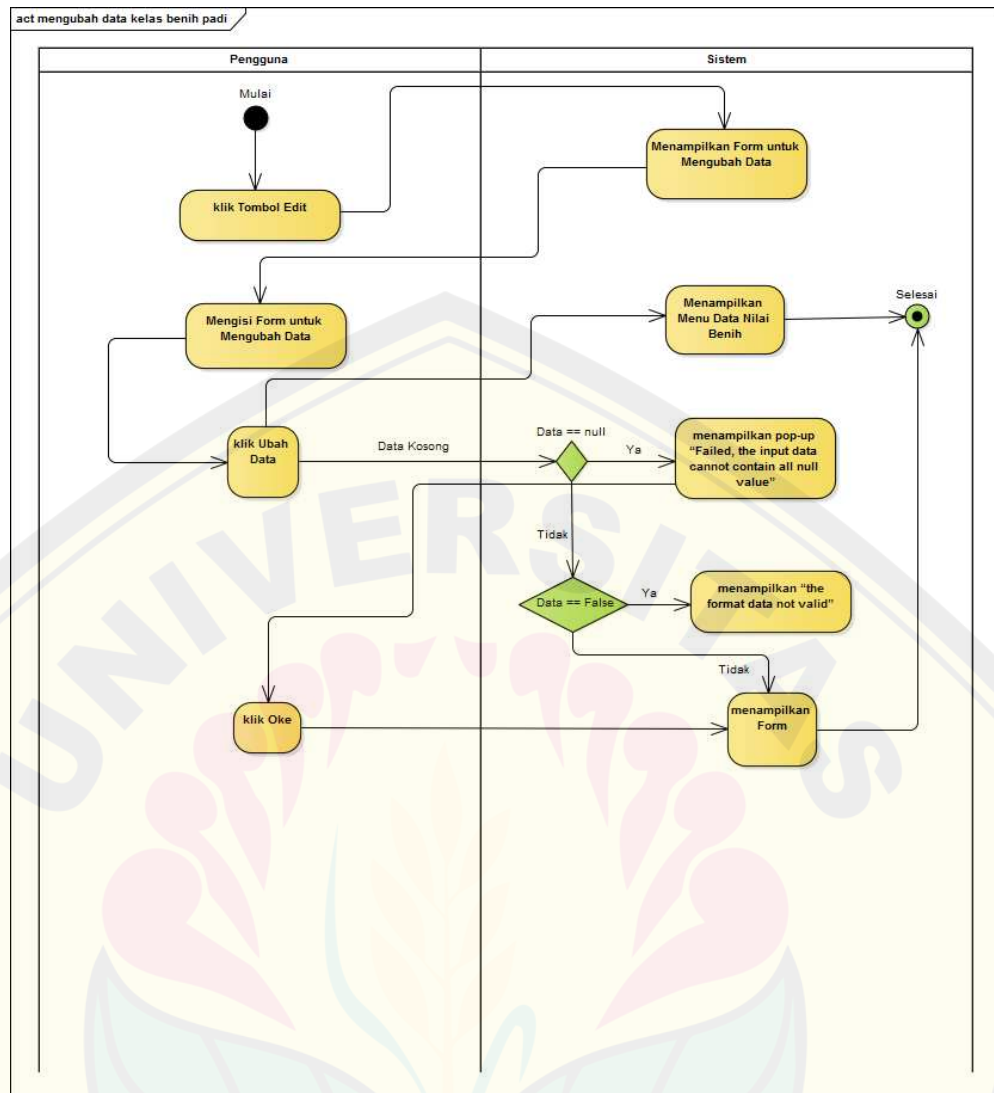 act mengubah data kelas benih padi
Pengguna
Sistem
Mulai
Menampilkan Form untuk
Mengubah Data
klik Tombol Edit
Mengisi Form untuk
Mengubah Data
Menampilkan
Menu Data Nilai
Benih
Selesai
klik Ubah
Data
Data Kosong
Data == null
Ya
menampilkan pop-up
“Failed, the input data
cannot contain all null
value”
Tidak
Data == False
Ya
menampilkan “the
format data not valid”
Tidak
klik Oke
menampilkan
Form
UNIVERSITAS